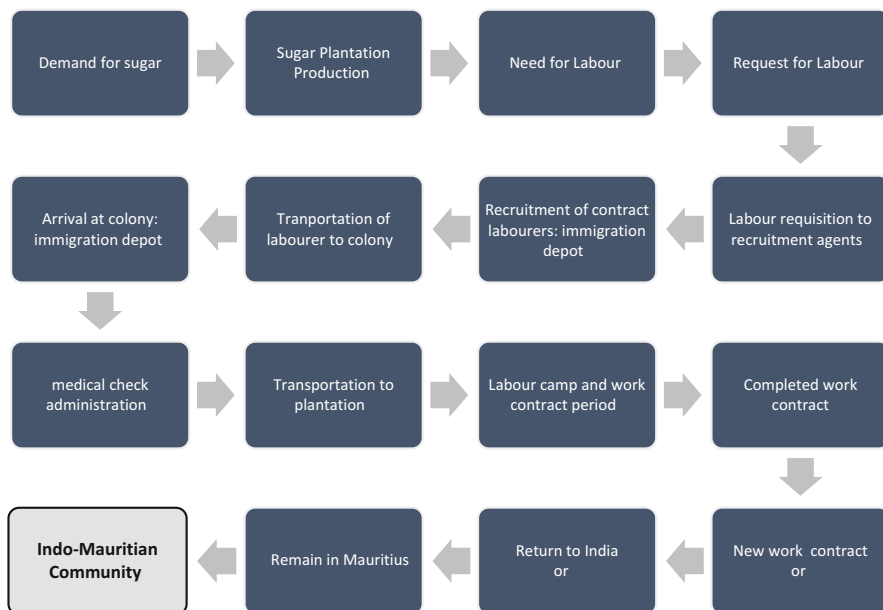 Demand for sugar
Sugar Plantation
Production
Need for Labour
Request for Labour
Labour requisition to
recruitment agents
Recruitment of contract
labourers: immigration
depot
Tranportation of
labourer to colony
Arrival at colony:
immigration depot
medical check
administration
Transportation to
plantation
Labour camp and work
contract period
Completed work
contract
New work contract
or
Return to India
or
Remain in Mauritius
Indo-Mauritian
Community